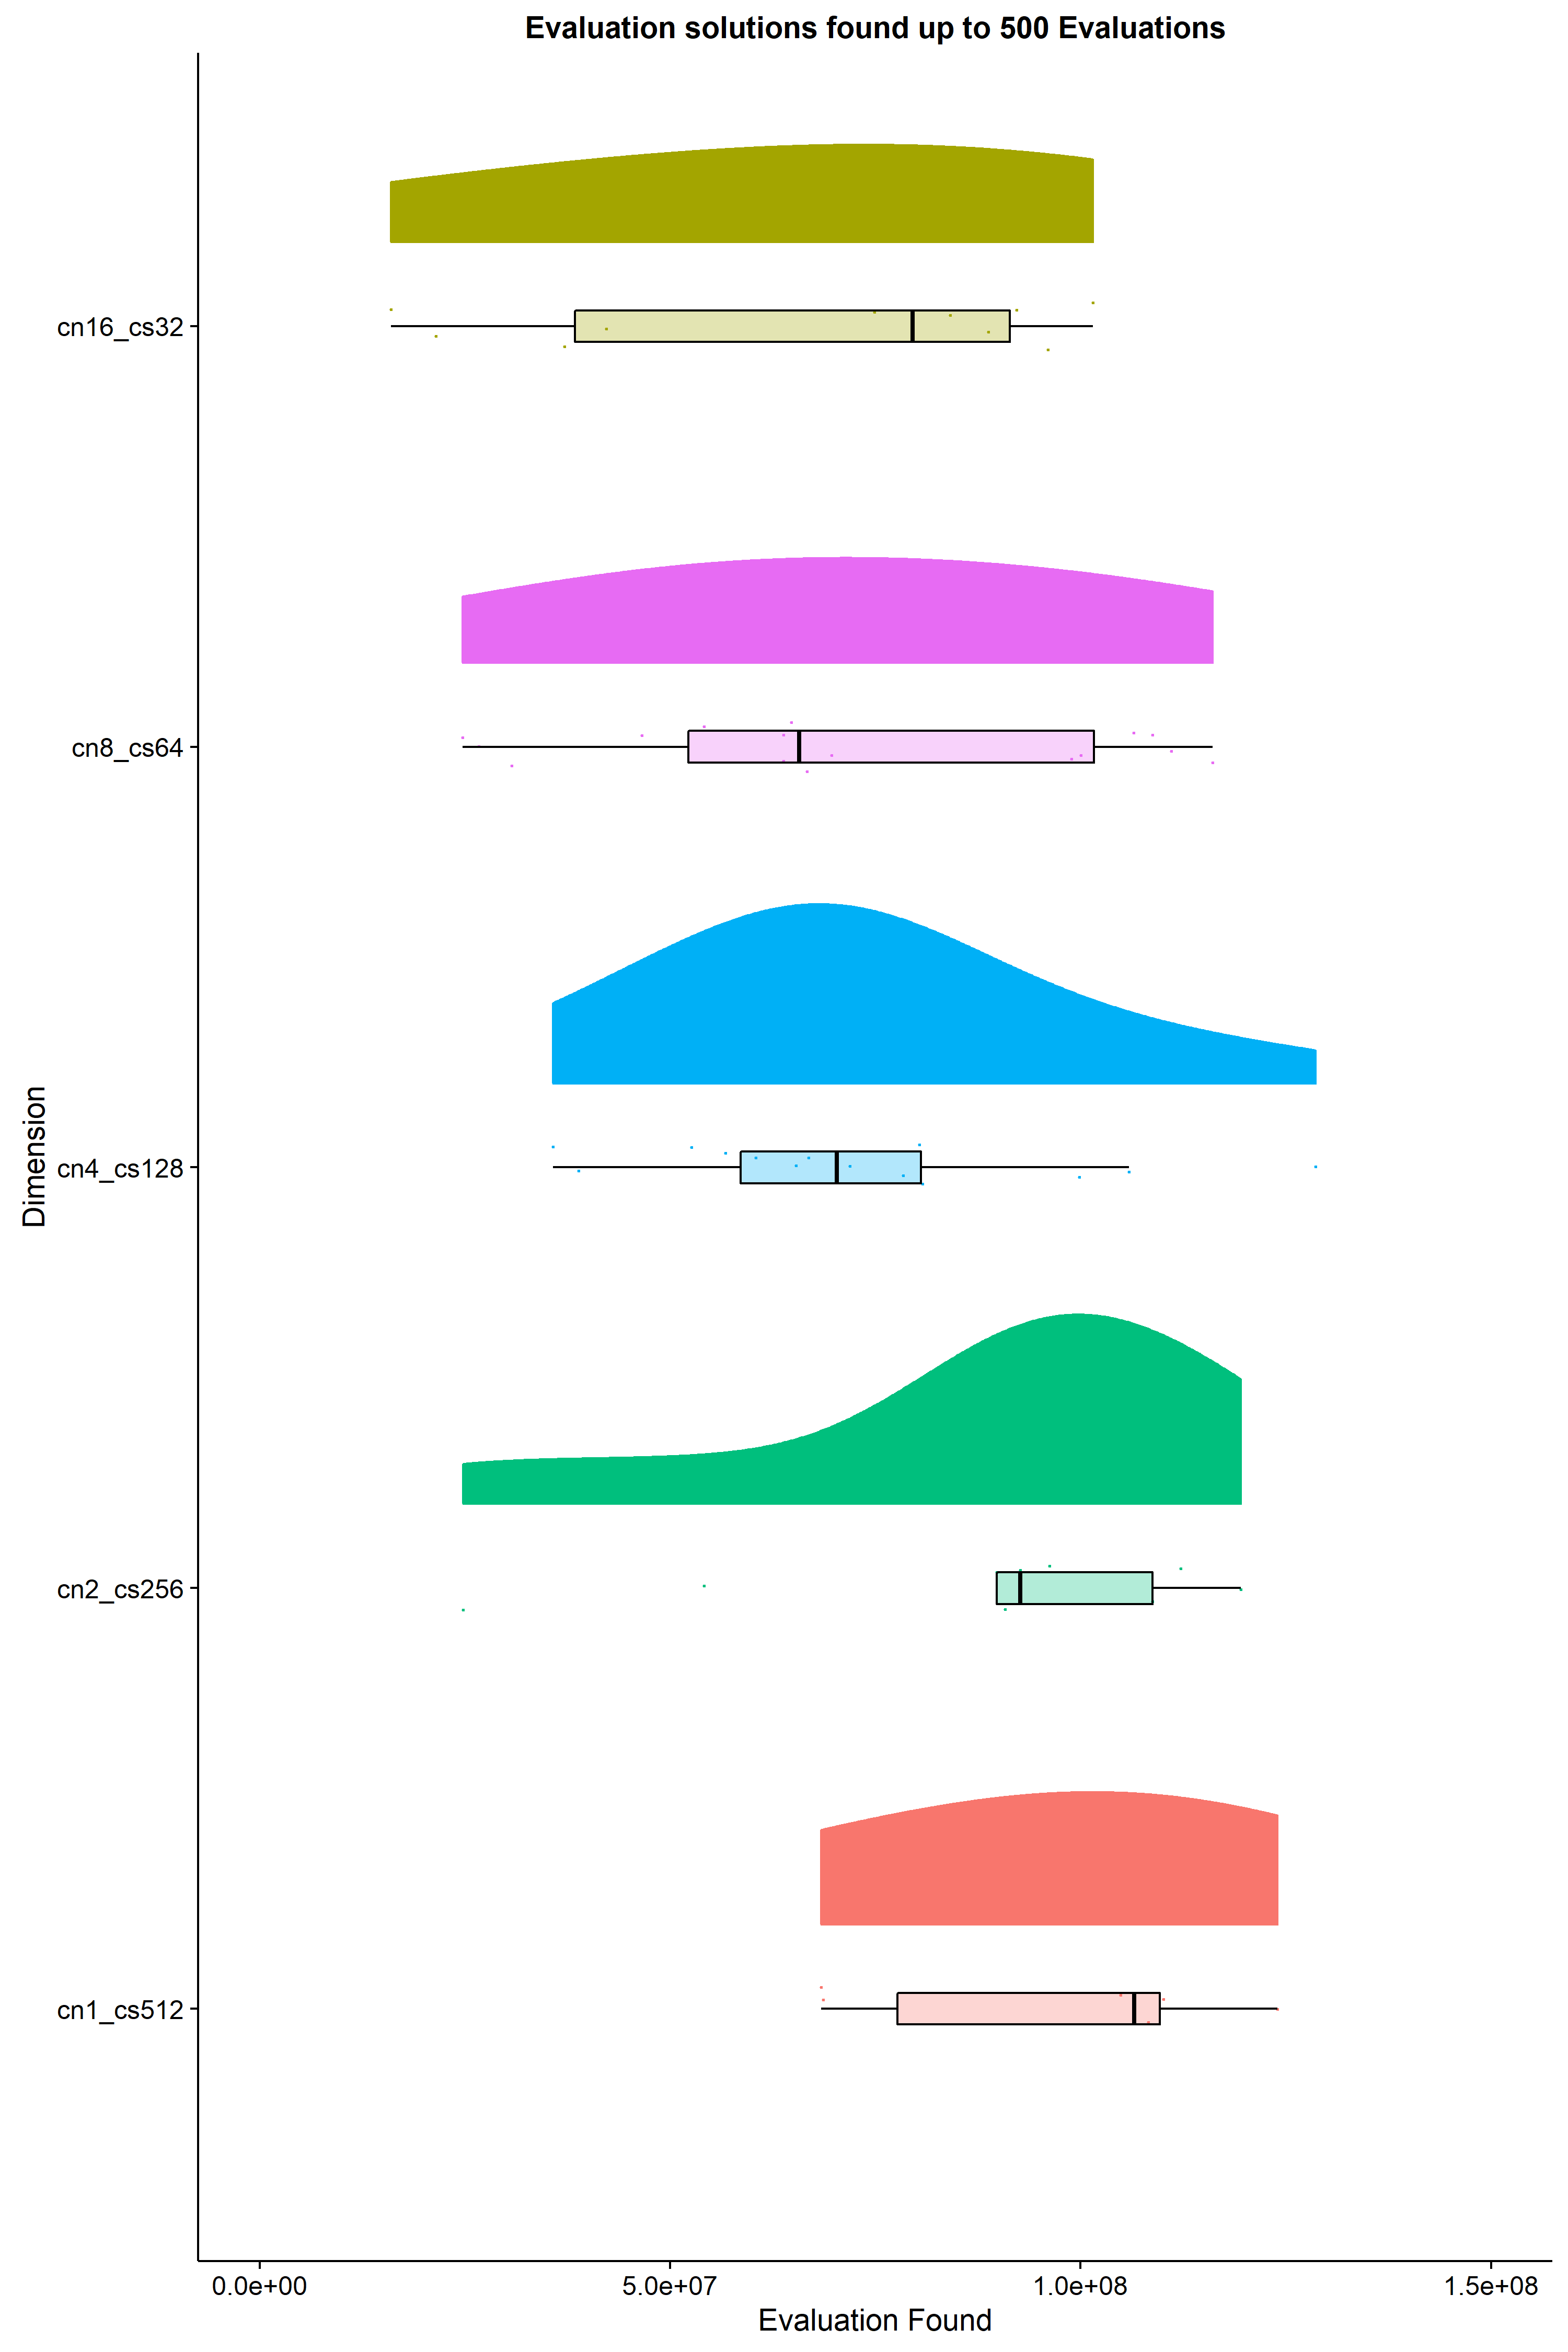 Evaluation solutions found up to 500 Evaluations
cn16_cs32
cn8_cs64
cn4_cs128
Dimension
cn2_cs256
cn1_cs512
0.0e+00 5.0e+07 1.0e+08 1.5e+08
Evaluation Found